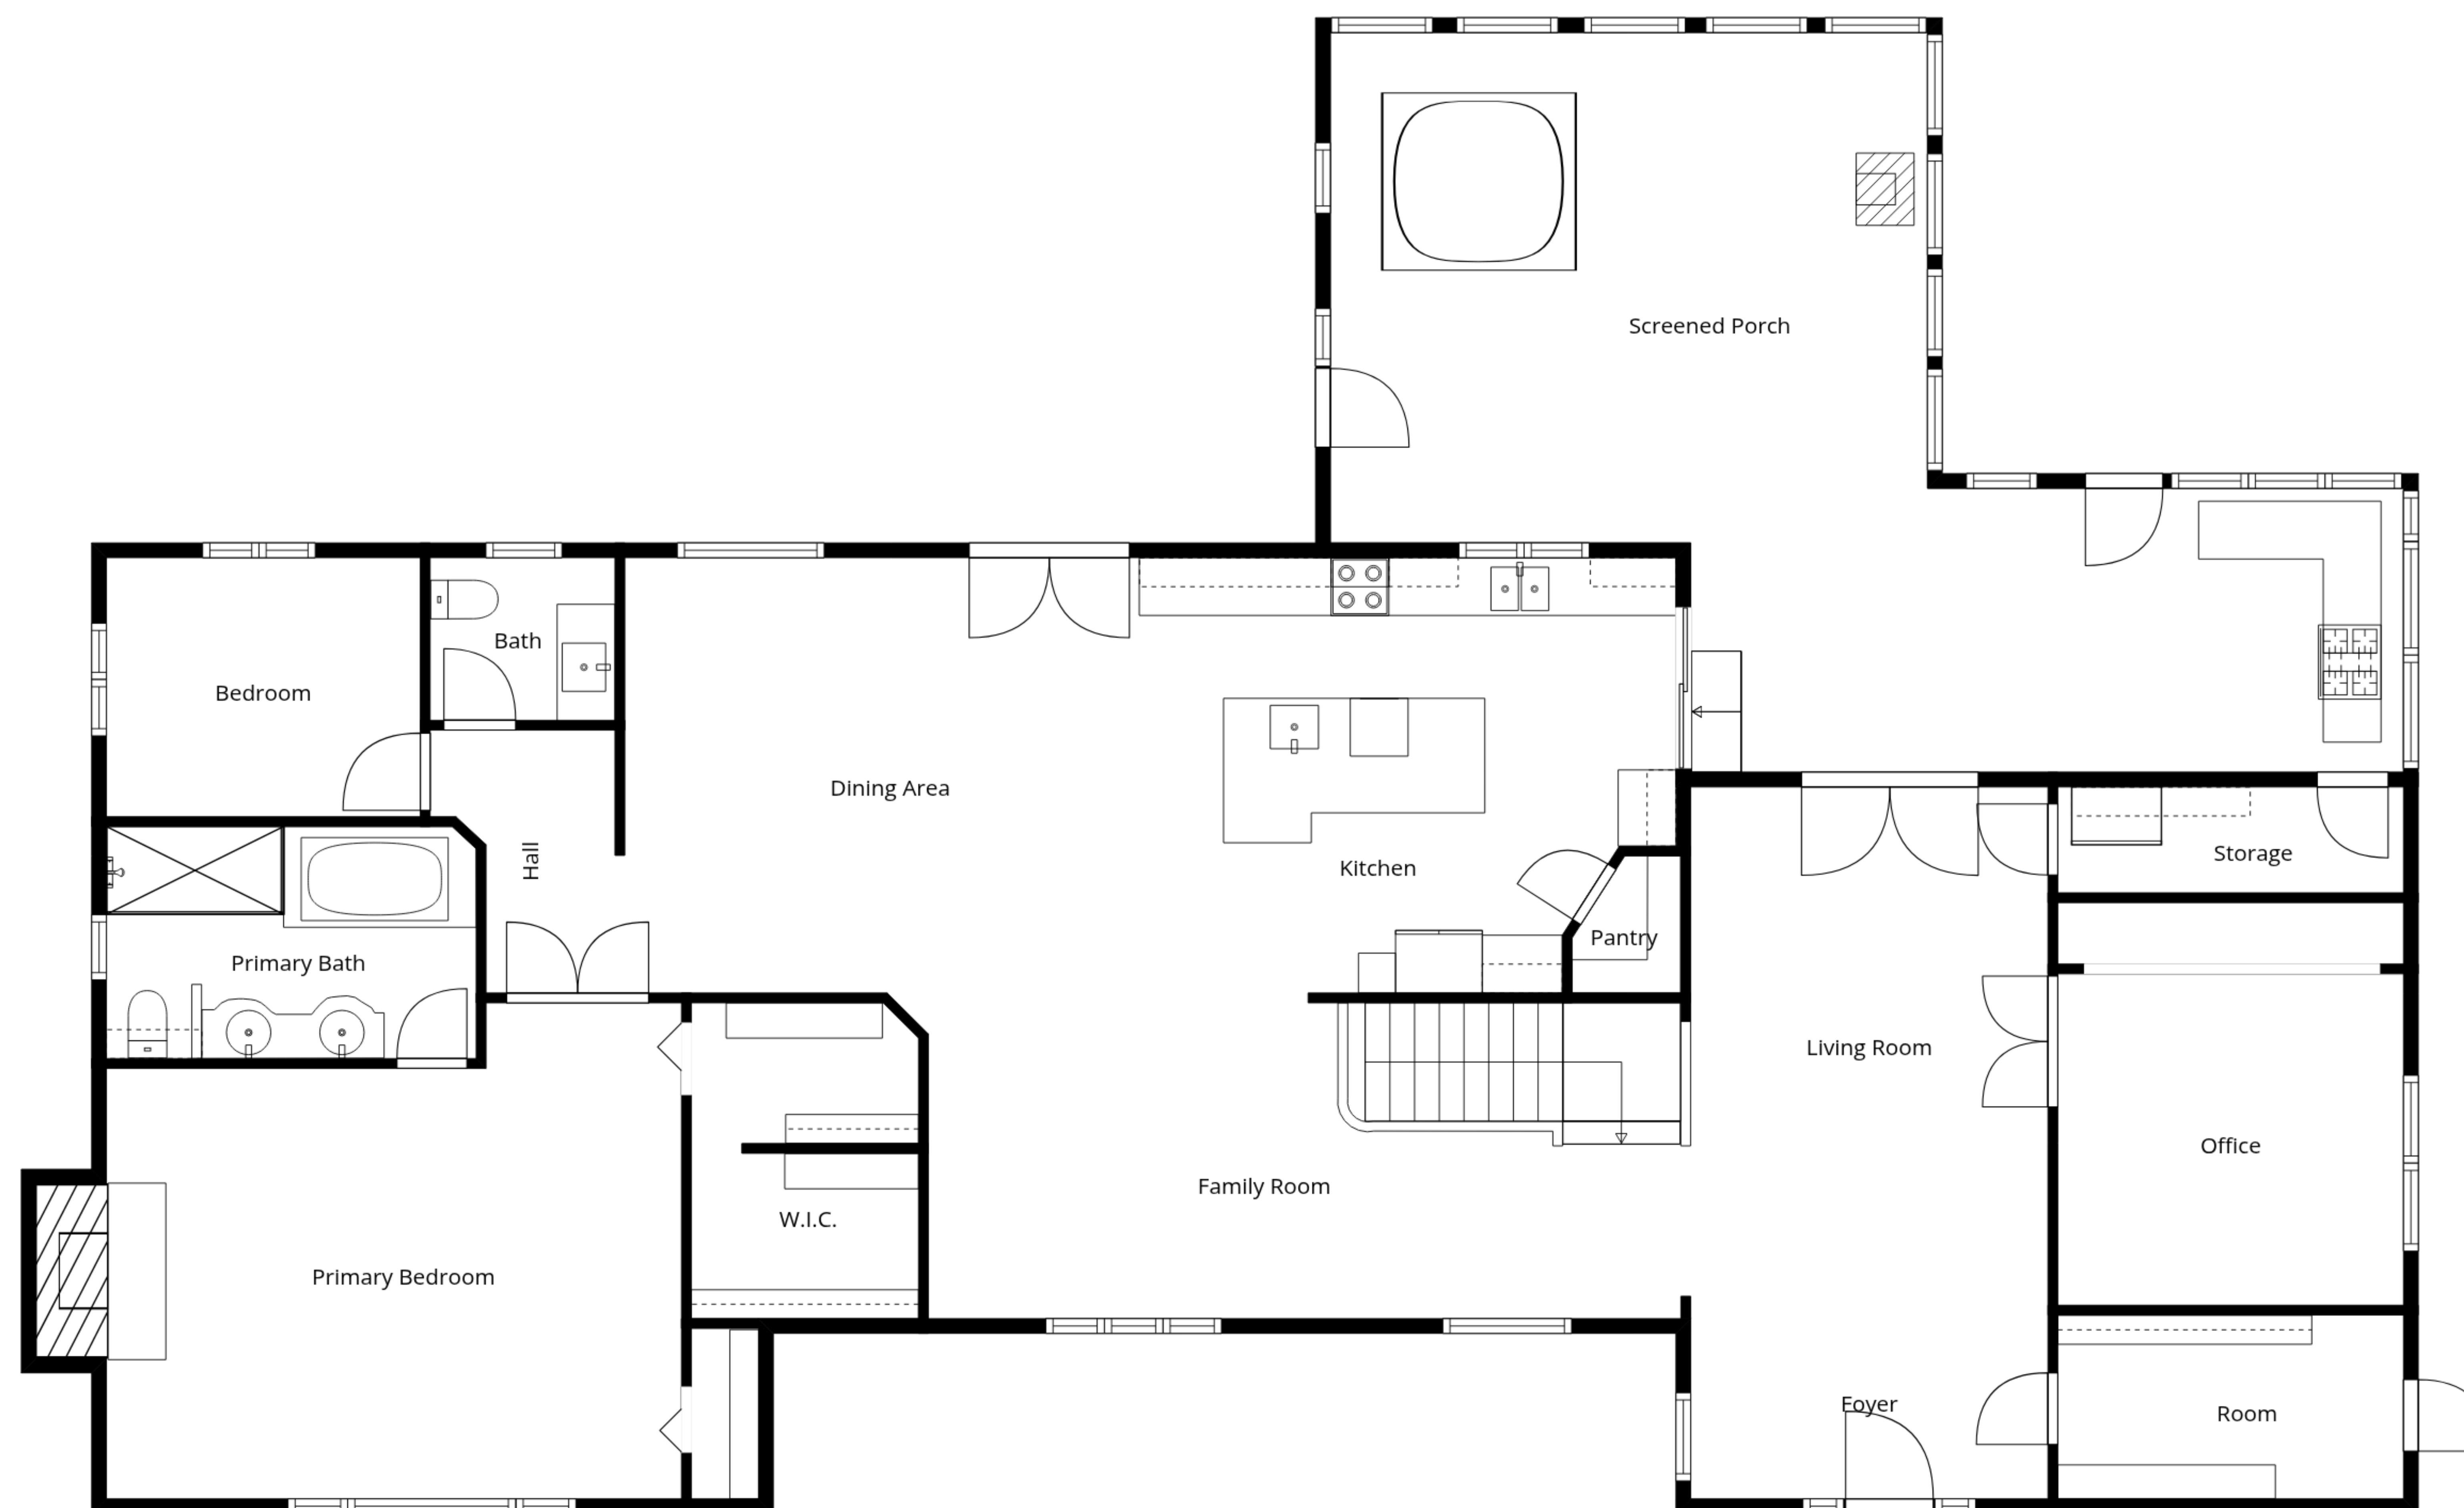 Screened Porch
Bath
Bedroom
Dining Area
Hall
Kitchen
Storage
Pantry
Primary Bath
Living Room
Office
Family Room
W.I.C.
Primary Bedroom
Foyer
Room